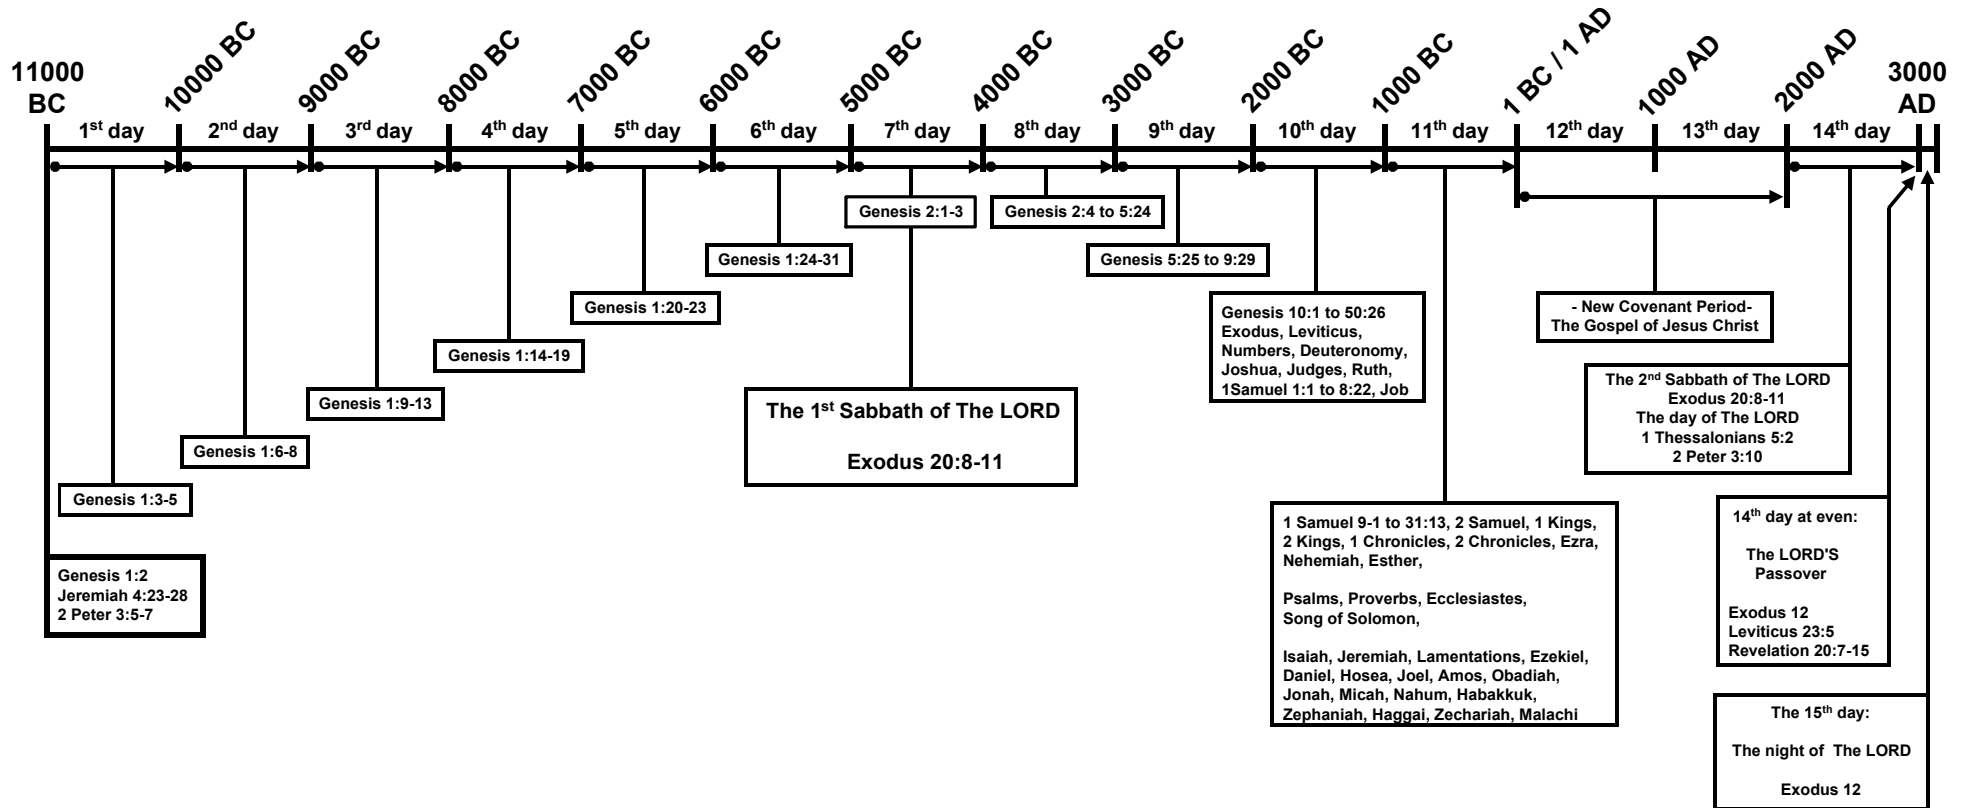 11000
BC
10000 BC
9000 BC
8000 BC
7000 BC
6000 BC
5000 BC
4000 BC
3000 BC
2000 BC
1000 BC
1 BC / 1 AD
1000 AD
2000 AD
3000
AD
1st day
2nd day
3rd day
4th day
5th day
6th day
7th day
8th day
9th day
10th day
11th day
12th day
13th day
14th day
Genesis 1:2
Jeremiah 4:23-28
2 Peter 3:5-7
Genesis 1:3-5
Genesis 1:6-8
Genesis 1:9-13
Genesis 1:14-19
Genesis 1:20-23
Genesis 1:24-31
Genesis 2:1-3
The 1st Sabbath of The LORD
Exodus 20:8-11
Genesis 2:4 to 5:24
Genesis 5:25 to 9:29
Genesis 10:1 to 50:26
Exodus, Leviticus,
Numbers, Deuteronomy,
Joshua, Judges, Ruth,
1Samuel 1:1 to 8:22, Job
1 Samuel 9-1 to 31:13, 2 Samuel, 1 Kings,
2 Kings, 1 Chronicles, 2 Chronicles, Ezra,
Nehemiah, Esther,
Psalms, Proverbs, Ecclesiastes,
Song of Solomon,
Isaiah, Jeremiah, Lamentations, Ezekiel,
Daniel, Hosea, Joel, Amos, Obadiah,
Jonah, Micah, Nahum, Habakkuk,
Zephaniah, Haggai, Zechariah, Malachi
- New Covenant Period-
The Gospel of Jesus Christ
The 2nd Sabbath of The LORD
Exodus 20:8-11
The day of The LORD
1 Thessalonians 5:2
2 Peter 3:10
14th day at even:
The LORD'S
Passover
Exodus 12
Leviticus 23:5
Revelation 20:7-15
The 15th day:
The night of The LORD
Exodus 12